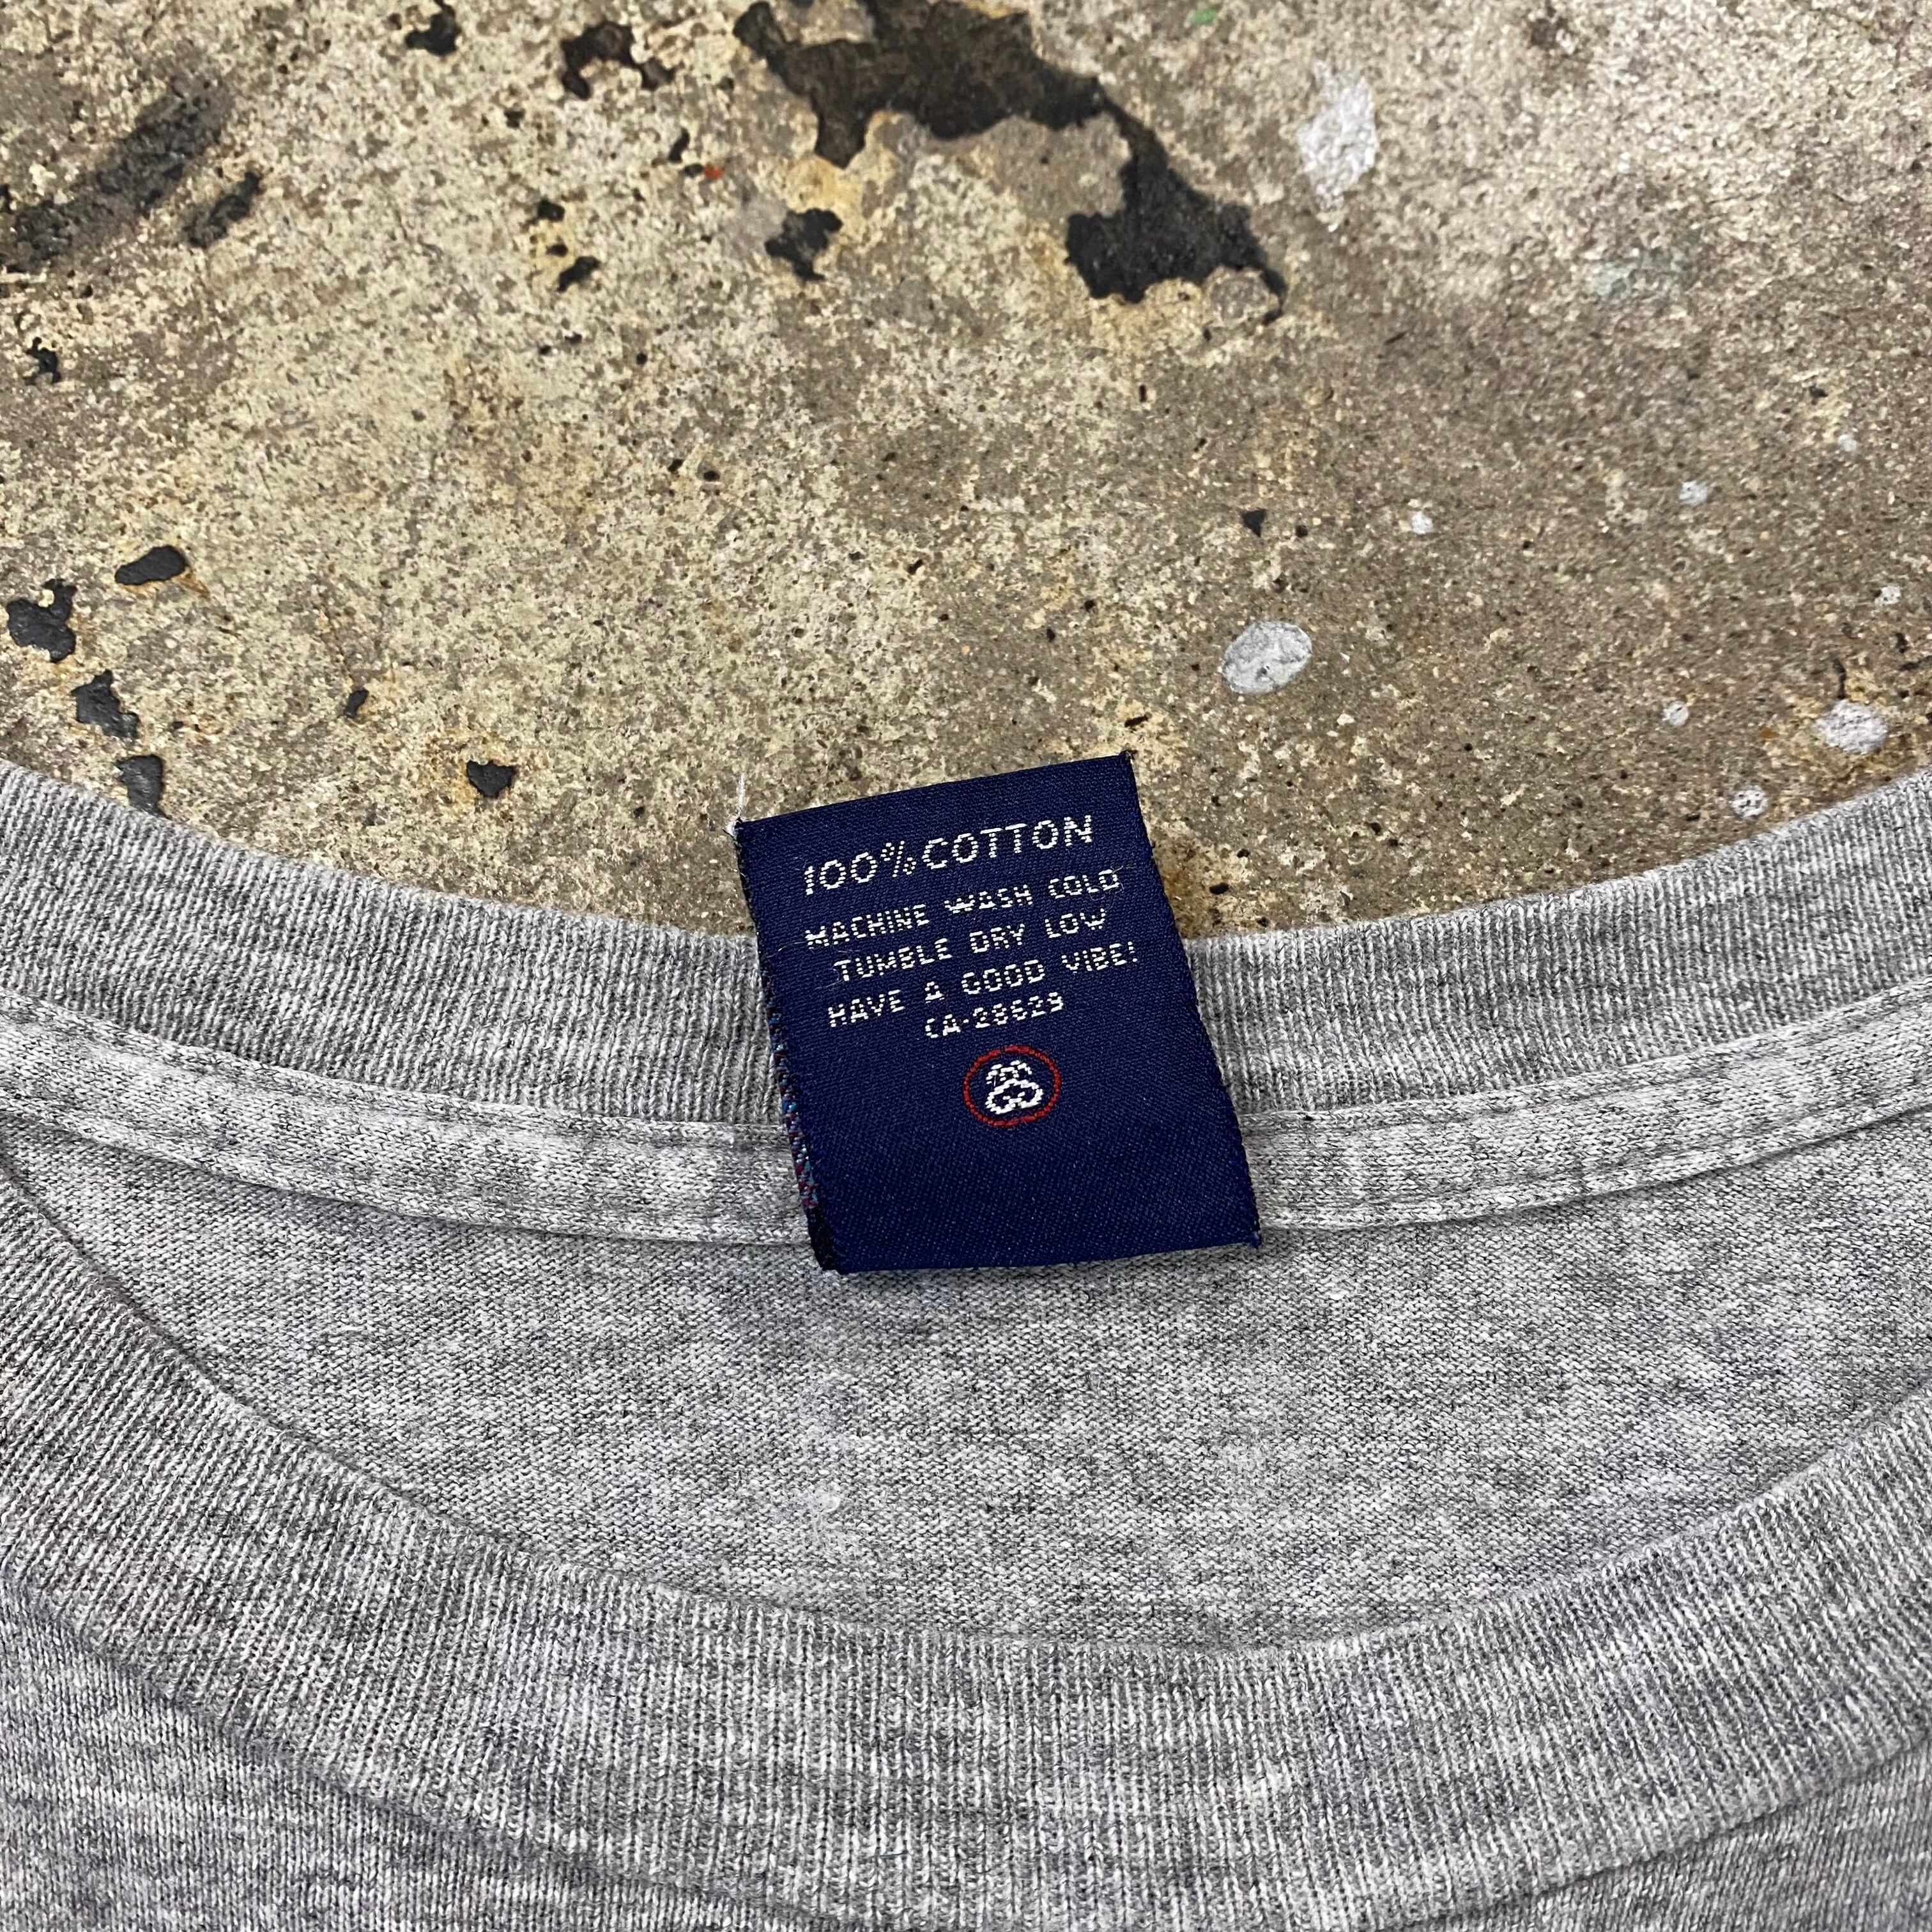 100% COTTON
MACHINE WASH COLD
TUMBLE DRY LOW
HAVE A GOOD VIBE!
CA-28629